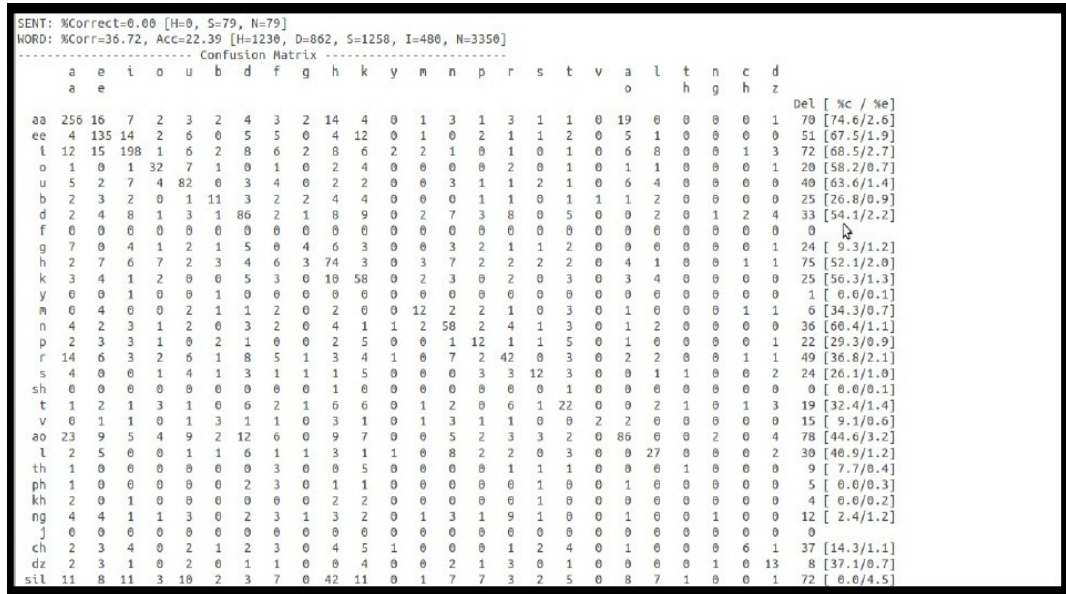 SENT: %Correct=0.00 [H=0, S=79, N=79]
WORD: %Corr=36.72, Acc=22.39 [H=1230, D=862, S=1258, I=480, N=3350]
------------------------ Confusion Matrix -------------------------
a e i o u b d f g h k y m n p r s t v a l t n c d
a e o h g h z
Del [ %c / %e]
aa 256 16 7 2 3 2 4 3 2 14 4 0 1 3 1 3 1 1 0 19 0 0 0 0 1 70 [74.6/2.6]
ee 4 135 14 2 6 0 5 5 0 4 12 0 1 0 2 1 1 2 0 5 1 0 0 0 0 51 [67.5/1.9]
i 12 15 198 1 6 2 8 6 2 8 6 2 2 1 0 1 0 1 0 6 8 0 0 1 3 72 [68.5/2.7]
o 1 0 1 32 7 1 0 1 0 2 4 0 0 0 0 2 0 1 0 1 1 0 0 0 1 20 [58.2/0.7]
u 5 2 7 4 82 0 3 4 0 2 2 0 0 3 1 1 2 1 0 6 4 0 0 0 0 40 [63.6/1.4]
b 2 3 2 0 1 11 3 2 2 4 4 0 0 0 1 1 0 1 1 1 2 0 0 0 0 25 [26.8/0.9]
d 2 4 8 1 3 1 86 2 1 8 9 0 2 7 3 8 0 5 0 0 2 0 1 2 4 33 [54.1/2.2]
f 0 0 0 0 0 0 0 0 0 0 0 0 0 0 0 0 0 0 0 0 0 0 0 0 0 0
g 7 0 4 1 2 1 5 0 4 6 3 0 0 3 2 1 1 2 0 0 0 0 0 0 1 24 [ 9.3/1.2]
h 2 7 6 7 2 3 4 6 3 74 3 0 3 7 2 2 2 2 0 4 1 0 0 1 1 75 [52.1/2.0]
k 3 4 1 2 0 0 5 3 0 10 58 0 2 3 0 2 0 3 0 3 4 0 0 0 0 25 [56.3/1.3]
y 0 0 1 0 0 1 0 0 0 0 0 0 0 0 0 0 0 0 0 0 0 0 0 0 0 1 [ 0.0/0.1]
m 0 4 0 0 2 1 1 2 0 2 0 0 12 2 2 1 0 3 0 1 0 0 0 1 1 6 [34.3/0.7]
n 4 2 3 1 2 0 3 2 0 4 1 1 2 58 2 4 1 3 0 1 2 0 0 0 0 36 [60.4/1.1]
p 2 3 3 1 0 2 1 0 0 2 5 0 0 1 12 1 1 5 0 1 0 0 0 0 1 22 [29.3/0.9]
r 14 6 3 2 6 1 8 5 1 3 4 1 0 7 2 42 0 3 0 2 2 0 0 1 1 49 [36.8/2.1]
s 4 0 0 1 4 1 3 1 1 1 5 0 0 0 3 3 12 3 0 0 1 1 0 0 2 24 [26.1/1.0]
sh 0 0 0 0 0 0 0 0 0 1 0 0 0 0 0 0 0 1 0 0 0 0 0 0 0 0 [ 0.0/0.1]
t 1 2 1 3 1 0 6 2 1 6 6 0 1 2 0 6 1 22 0 0 2 1 0 1 3 19 [32.4/1.4]
v 0 1 1 0 1 3 1 1 0 3 1 0 1 3 1 1 0 0 2 2 0 0 0 0 0 15 [ 9.1/0.6]
ao 23 9 5 4 9 2 12 6 0 9 7 0 0 5 2 3 3 2 0 86 0 0 2 0 4 78 [44.6/3.2]
l 2 5 0 0 1 1 6 1 1 3 1 1 0 8 2 2 0 3 0 0 27 0 0 0 2 30 [40.9/1.2]
th 1 0 0 0 0 0 0 3 0 0 5 0 0 0 0 1 1 1 0 0 0 1 0 0 0 9 [ 7.7/0.4]
ph 1 0 0 0 0 0 2 3 0 1 1 0 0 0 0 0 1 0 0 1 0 0 0 0 0 5 [ 0.0/0.3]
kh 2 0 1 0 0 0 0 0 0 2 2 0 0 0 0 0 1 0 0 0 0 0 0 0 0 4 [ 0.0/0.2]
ng 4 4 1 1 3 0 2 3 1 3 2 0 1 3 1 9 1 0 0 1 0 0 1 0 0 12 [ 2.4/1.2]
j 0 0 0 0 0 0 0 0 0 0 0 0 0 0 0 0 0 0 0 0 0 0 0 0 0 0
ch 2 3 4 0 2 1 2 3 0 4 5 1 0 0 0 1 2 4 0 1 0 0 0 6 1 37 [14.3/1.1]
dz 2 3 1 0 2 0 1 1 0 0 4 0 0 2 1 3 0 1 0 0 0 0 1 0 13 8 [37.1/0.7]
sil 11 8 11 3 10 2 3 7 0 42 11 0 1 7 7 3 2 5 0 8 7 1 0 0 1 72 [ 0.0/4.5]